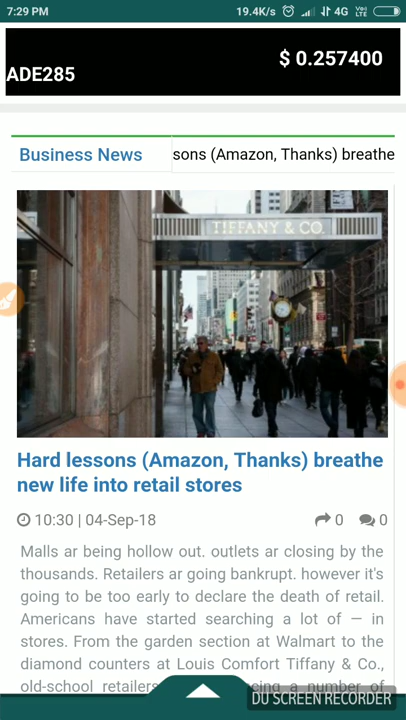 7:29 PM
19.4K/s
4G
Vo))
LTE
$ 0.257400
ADE285
Business News
sons (Amazon, Thanks) breathe
TIFFANY & CO.
Hard lessons (Amazon, Thanks) breathe
new life into retail stores
10:30 | 04-Sep-18
0
0
Malls ar being hollow out. outlets ar closing by the
thousands. Retailers ar going bankrupt. however it's
going to be too early to declare the death of retail.
Americans have started searching a lot of — in
stores. From the garden section at Walmart to the
diamond counters at Louis Comfort Tiffany & Co.,
old-school retailers
a number of
DU SCREEN RECORDER